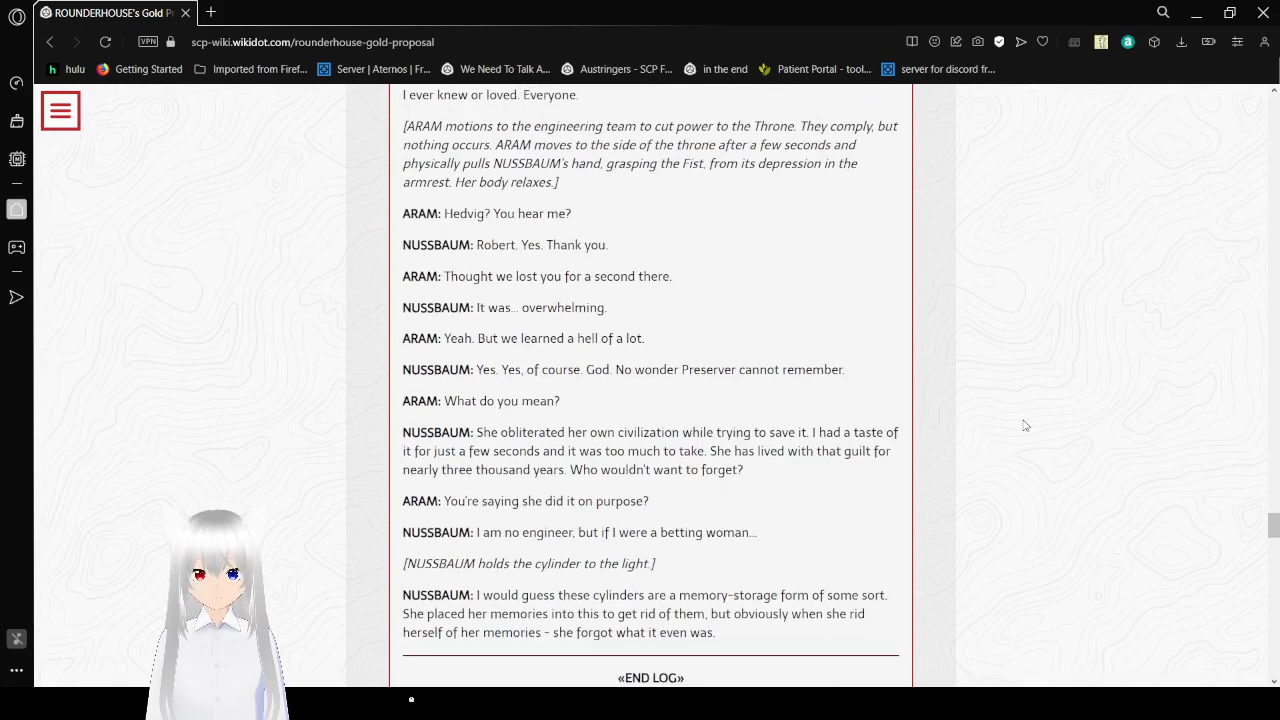 ROUNDERHOUSE's Gold Pr
VPN scp-wiki.wikidot.com/rounderhouse-gold-proposal
hulu Getting Started Imported from Firef... Server | Aternos | Fr... We Need To Talk A... Austringers - SCP F... in the end Patient Portal - tool... server for discord fr...
I ever knew or loved. Everyone.
[ARAM motions to the engineering team to cut power to the Throne. They comply, but
nothing occurs. ARAM moves to the side of the throne after a few seconds and
physically pulls NUSSBAUM's hand, grasping the Fist, from its depression in the
armrest. Her body relaxes.]
ARAM: Hedvig? You hear me?
NUSSBAUM: Robert. Yes. Thank you.
ARAM: Thought we lost you for a second there.
NUSSBAUM: It was... overwhelming.
ARAM: Yeah. But we learned a hell of a lot.
NUSSBAUM: Yes. Yes, of course. God. No wonder Preserver cannot remember.
ARAM: What do you mean?
NUSSBAUM: She obliterated her own civilization while trying to save it. I had a taste of
it for just a few seconds and it was too much to take. She has lived with that guilt for
nearly three thousand years. Who wouldn't want to forget?
ARAM: You're saying she did it on purpose?
NUSSBAUM: I am no engineer, but if I were a betting woman...
[NUSSBAUM holds the cylinder to the light.]
NUSSBAUM: I would guess these cylinders are a memory-storage form of some sort.
She placed her memories into this to get rid of them, but obviously when she rid
herself of her memories - she forgot what it even was.
«END LOG»